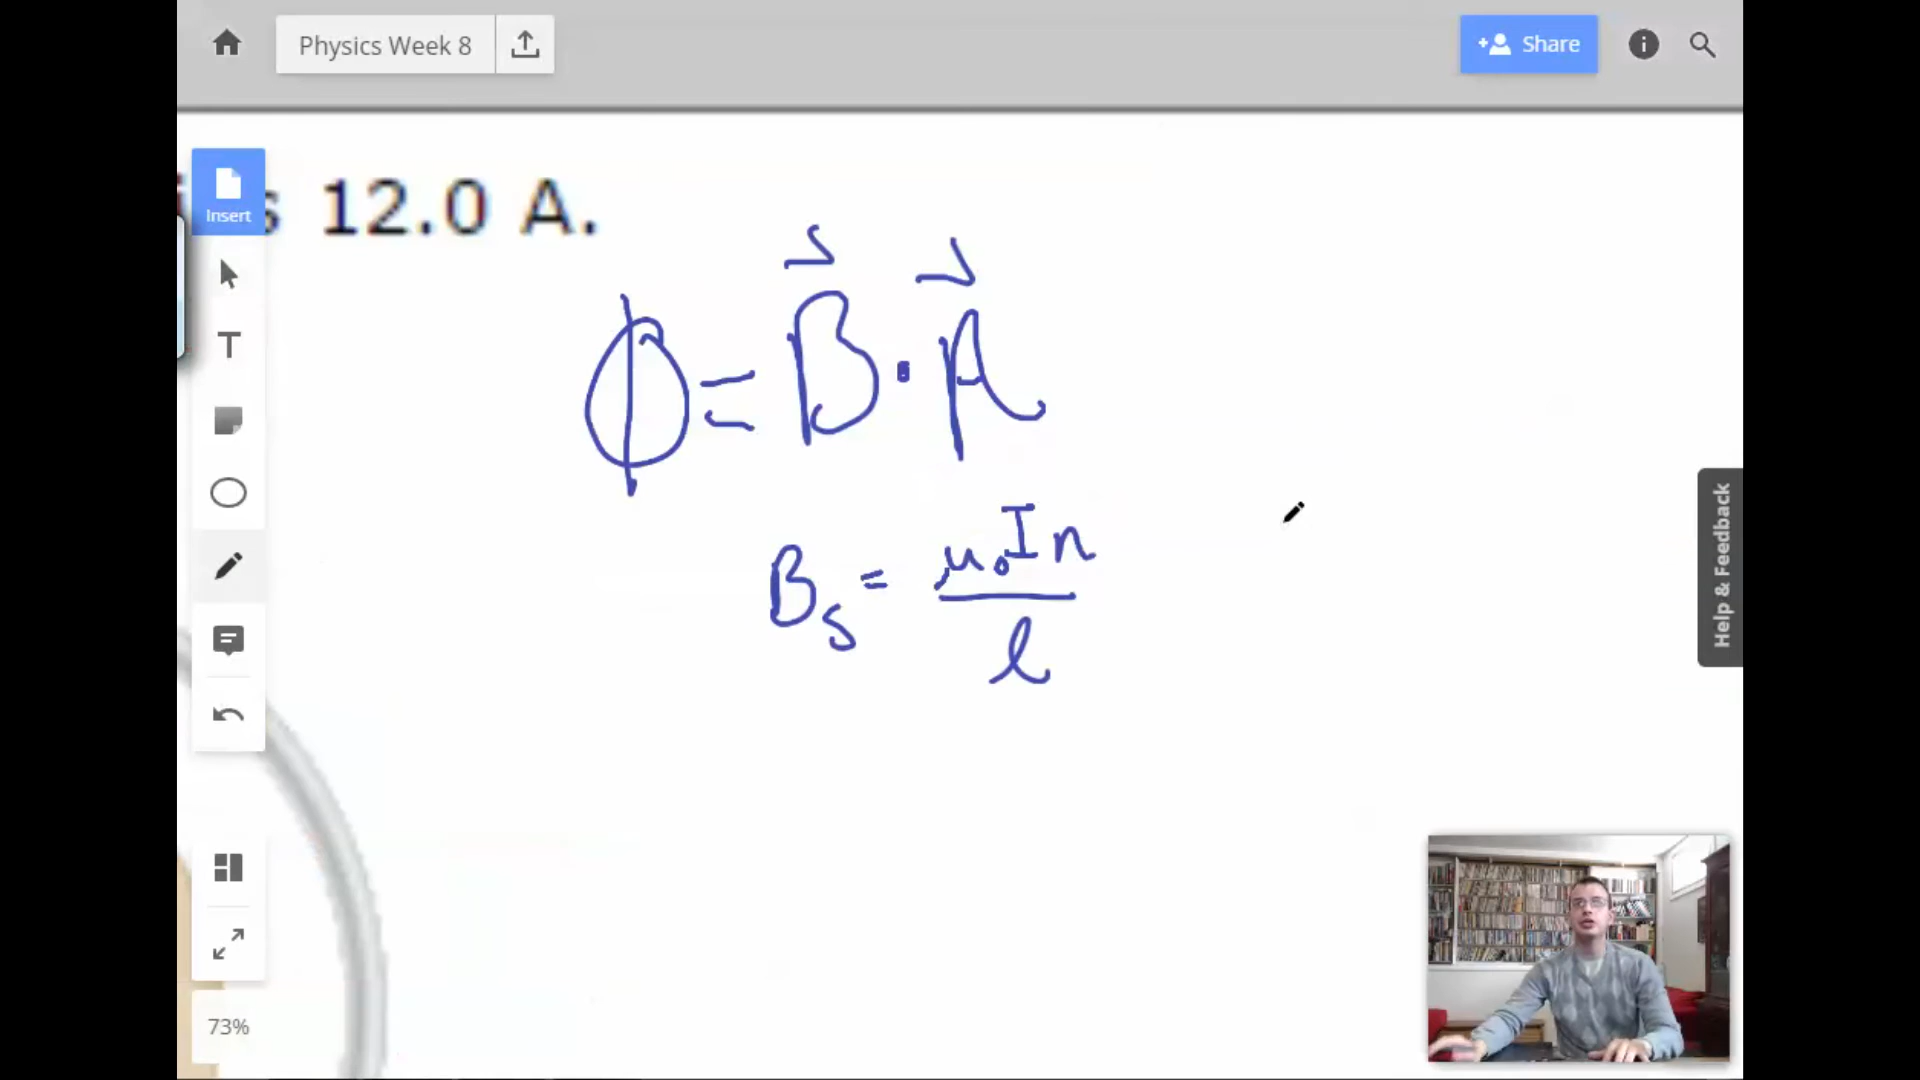 Physics Week 8
Share
Insert
s 12.0 A.
T
Φ = B⃗ · A⃗
Bₛ = μ₀In / l
Help & Feedback
73%